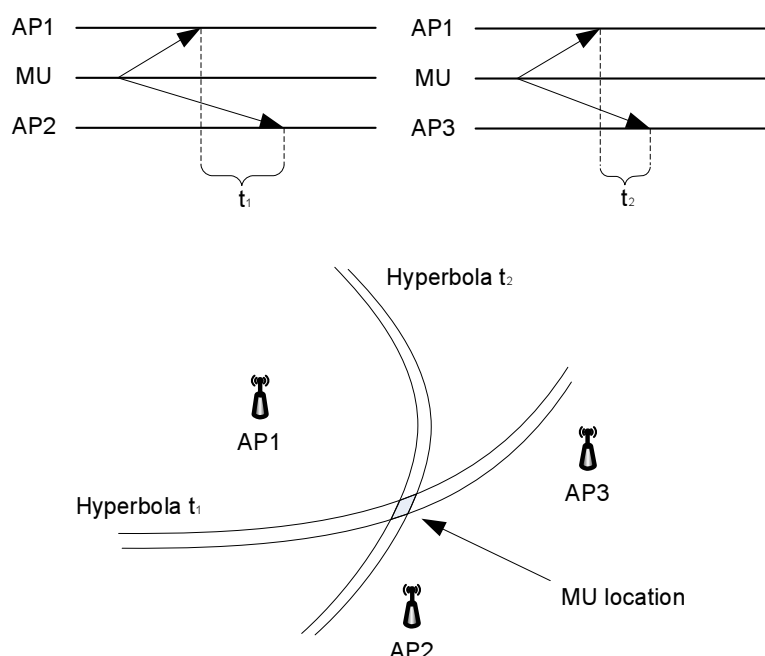 AP1
MU
AP2
t₁
AP1
MU
AP3
t₂
Hyperbola t₂
AP1
AP3
Hyperbola t₁
MU location
AP2